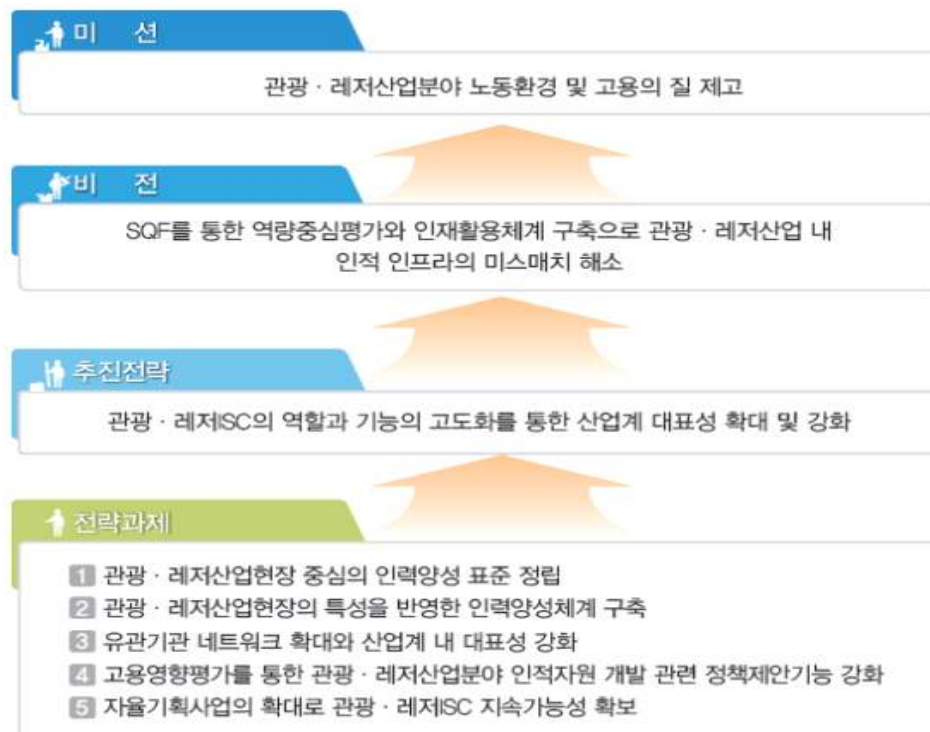 미 션
관광 · 레저산업분야 노동환경 및 고용의 질 제고
비 전
SQF를 통한 역량중심평가와 인재활용체계 구축으로 관광 · 레저산업 내
인적 인프라의 미스매치 해소
추진전략
관광 · 레저ISC의 역할과 기능의 고도화를 통한 산업계 대표성 확대 및 강화
전략과제
1 관광 · 레저산업현장 중심의 인력양성 표준 정립
2 관광 · 레저산업현장의 특성을 반영한 인력양성체계 구축
3 유관기관 네트워크 확대와 산업계 내 대표성 강화
4 고용영향평가를 통한 관광 · 레저산업분야 인적자원 개발 관련 정책제안기능 강화
5 자율기획사업의 확대로 관광 · 레저ISC 지속가능성 확보